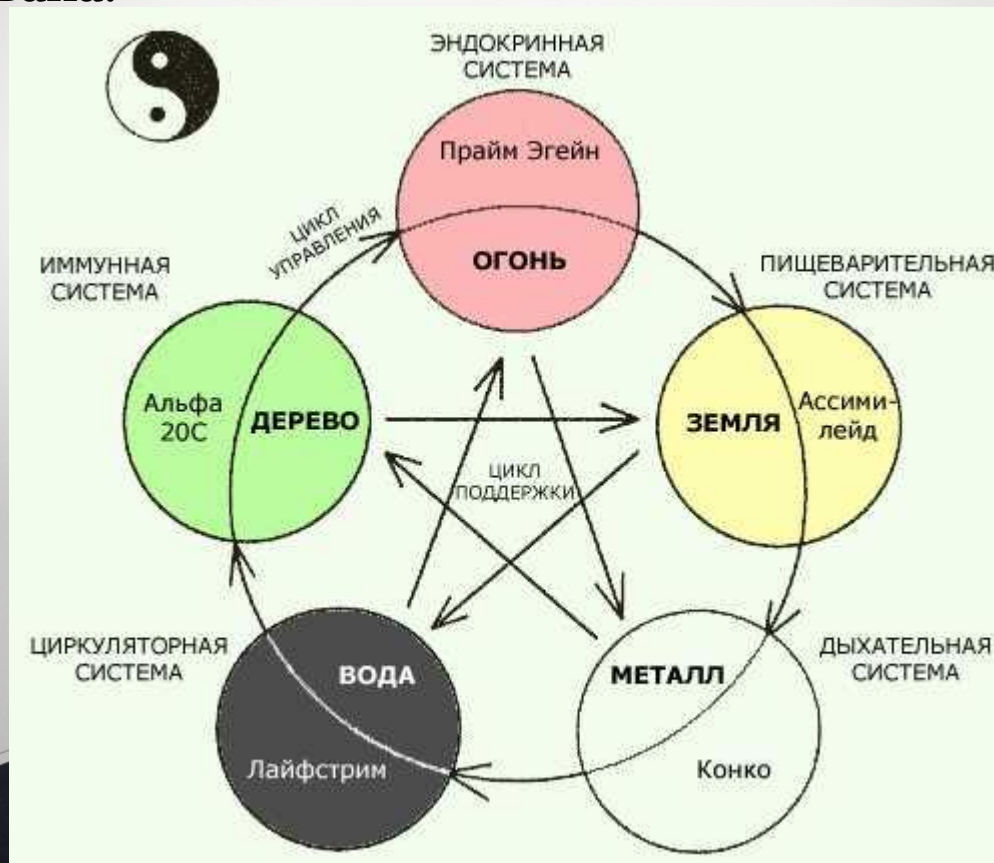 ЭНДОКРИННАЯ
СИСТЕМА
Прайм Эгейн
ОГОНЬ
ЦИКЛ
УПРАВЛЕНИЯ
ИММУННАЯ
СИСТЕМА
ПИЩЕВАРИТЕЛЬНАЯ
СИСТЕМА
Альфа
20С
ДЕРЕВО
ЗЕМЛЯ
Ассими-
лейд
ЦИКЛ
ПОДДЕРЖКИ
ЦИРКУЛЯТОРНАЯ
СИСТЕМА
ВОДА
Лайфстрим
МЕТАЛЛ
Конко
ДЫХАТЕЛЬНАЯ
СИСТЕМА